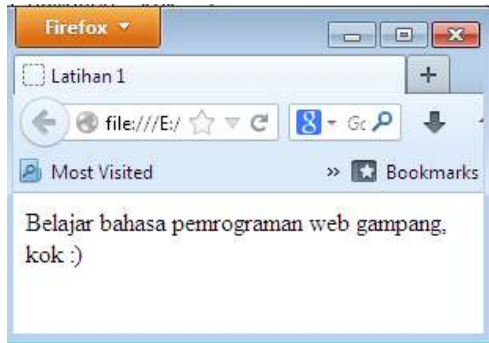 Firefox
Latihan 1
file:///E:/
Most Visited
» Bookmarks
Belajar bahasa pemrograman web gampang,
kok :)